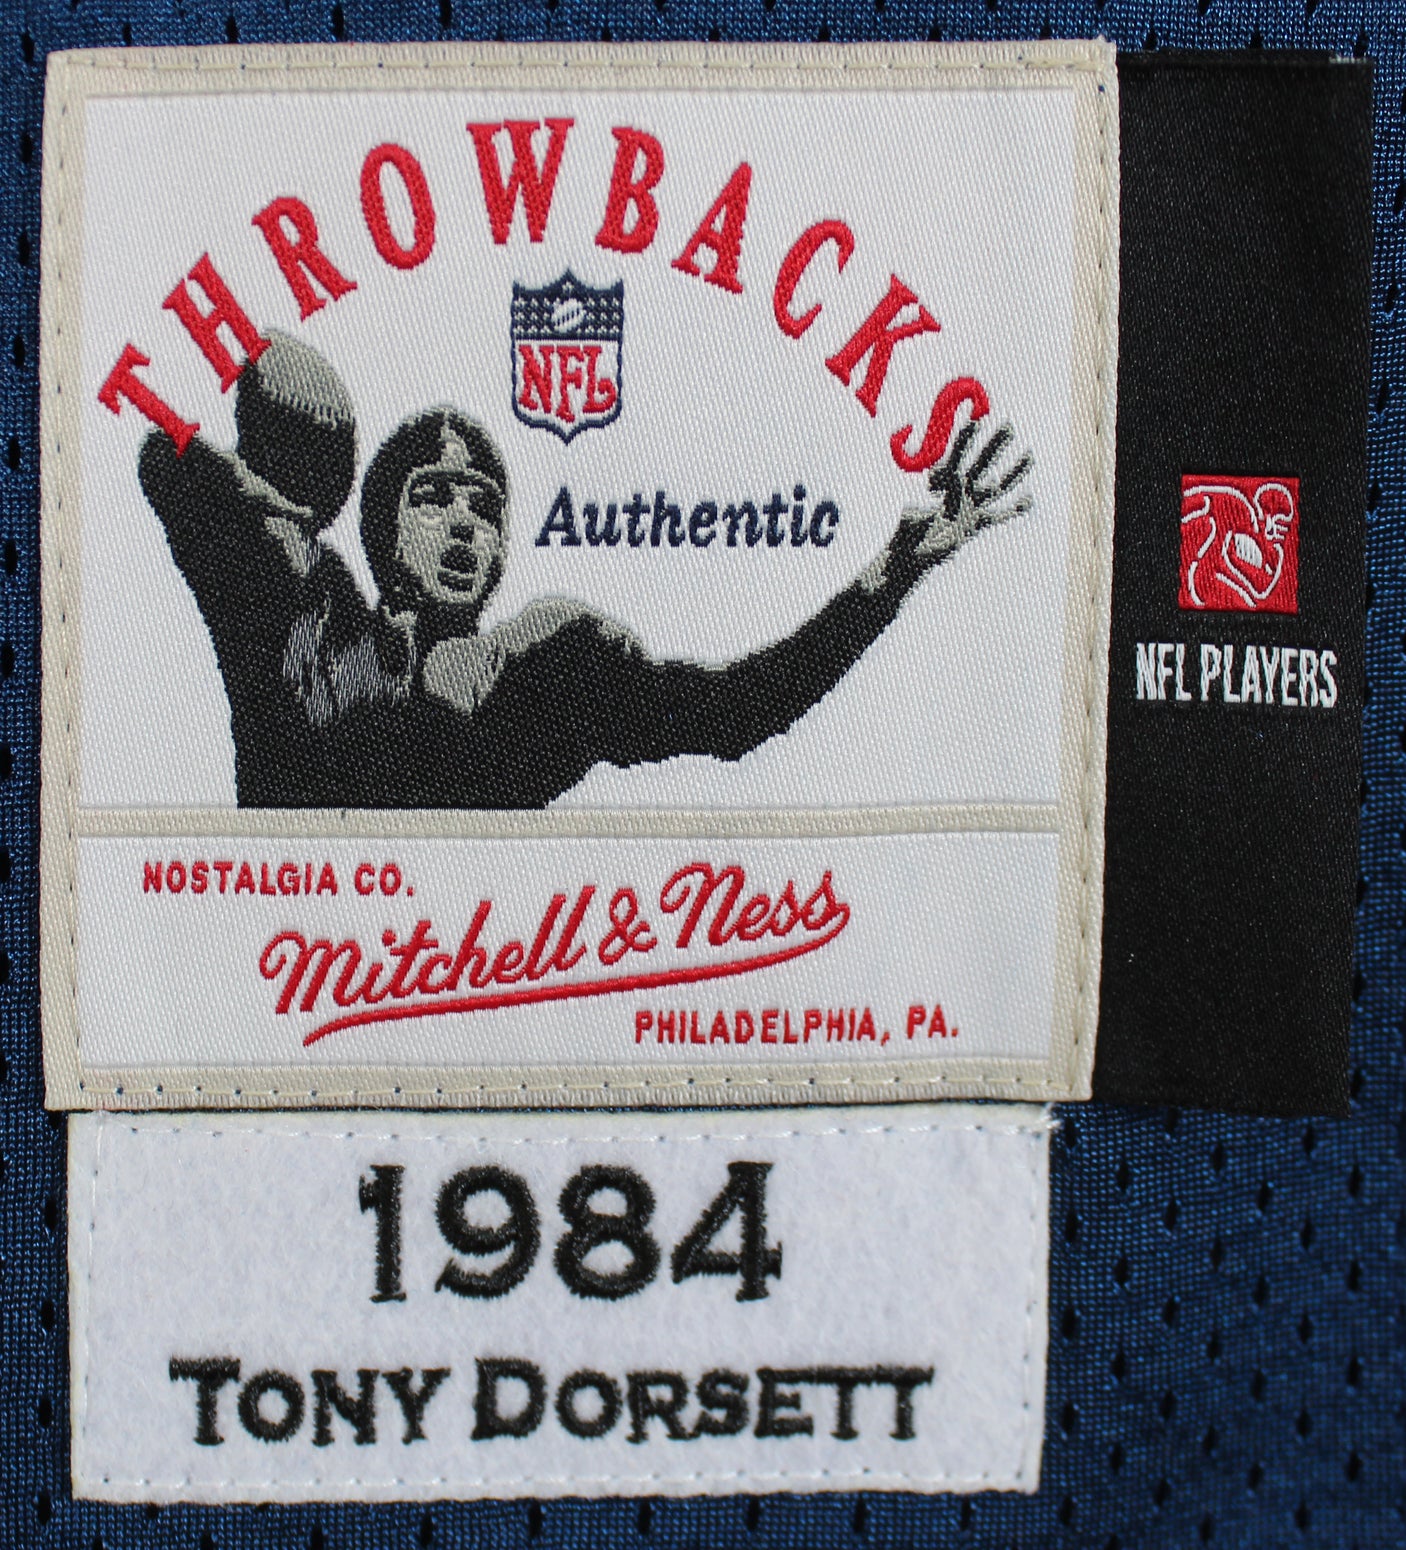 THROWBACKS
NFL
Authentic
NFL PLAYERS
NOSTALGIA CO.
Mitchell & Ness
PHILADELPHIA, PA.
1984
TONY DORSETT